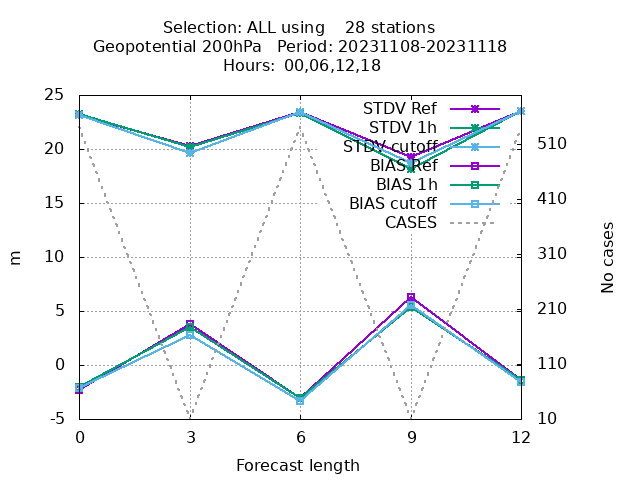 Selection: ALL using    28 stations
Geopotential 200hPa   Period: 20231108-20231118
Hours: 00,06,12,18
25
20
15
10
5
0
-5
m
STDV Ref
STDV 1h
STDV cutoff
BIAS Ref
BIAS 1h
BIAS cutoff
CASES
510
410
310
210
110
10
No cases
0 3 6 9 12
Forecast length